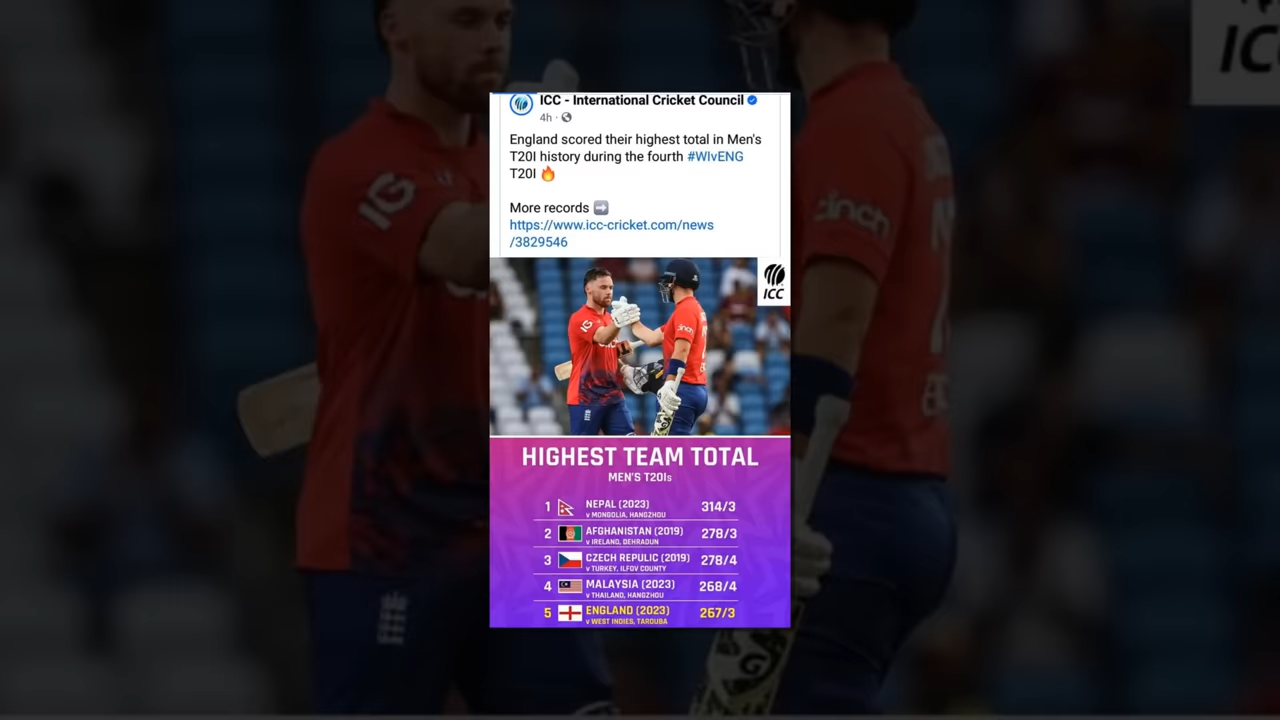 ICC - International Cricket Council
4h ·
England scored their highest total in Men's
T20I history during the fourth #WIvENG
T20I 🔥
More records ➡️
https://www.icc-cricket.com/news
/3829546
IG
cinch
ICC
HIGHEST TEAM TOTAL
MEN'S T20Is
1 NEPAL (2023) 314/3
v MONGOLIA, HANGZHOU
2 AFGHANISTAN (2019) 278/3
v IRELAND, DEHRADUN
3 CZECH REPULIC (2019) 278/4
v TURKEY, ILFOV COUNTY
4 MALAYSIA (2023) 268/4
v THAILAND, HANGZHOU
5 ENGLAND (2023) 267/3
v WEST INDIES, TAROUBA